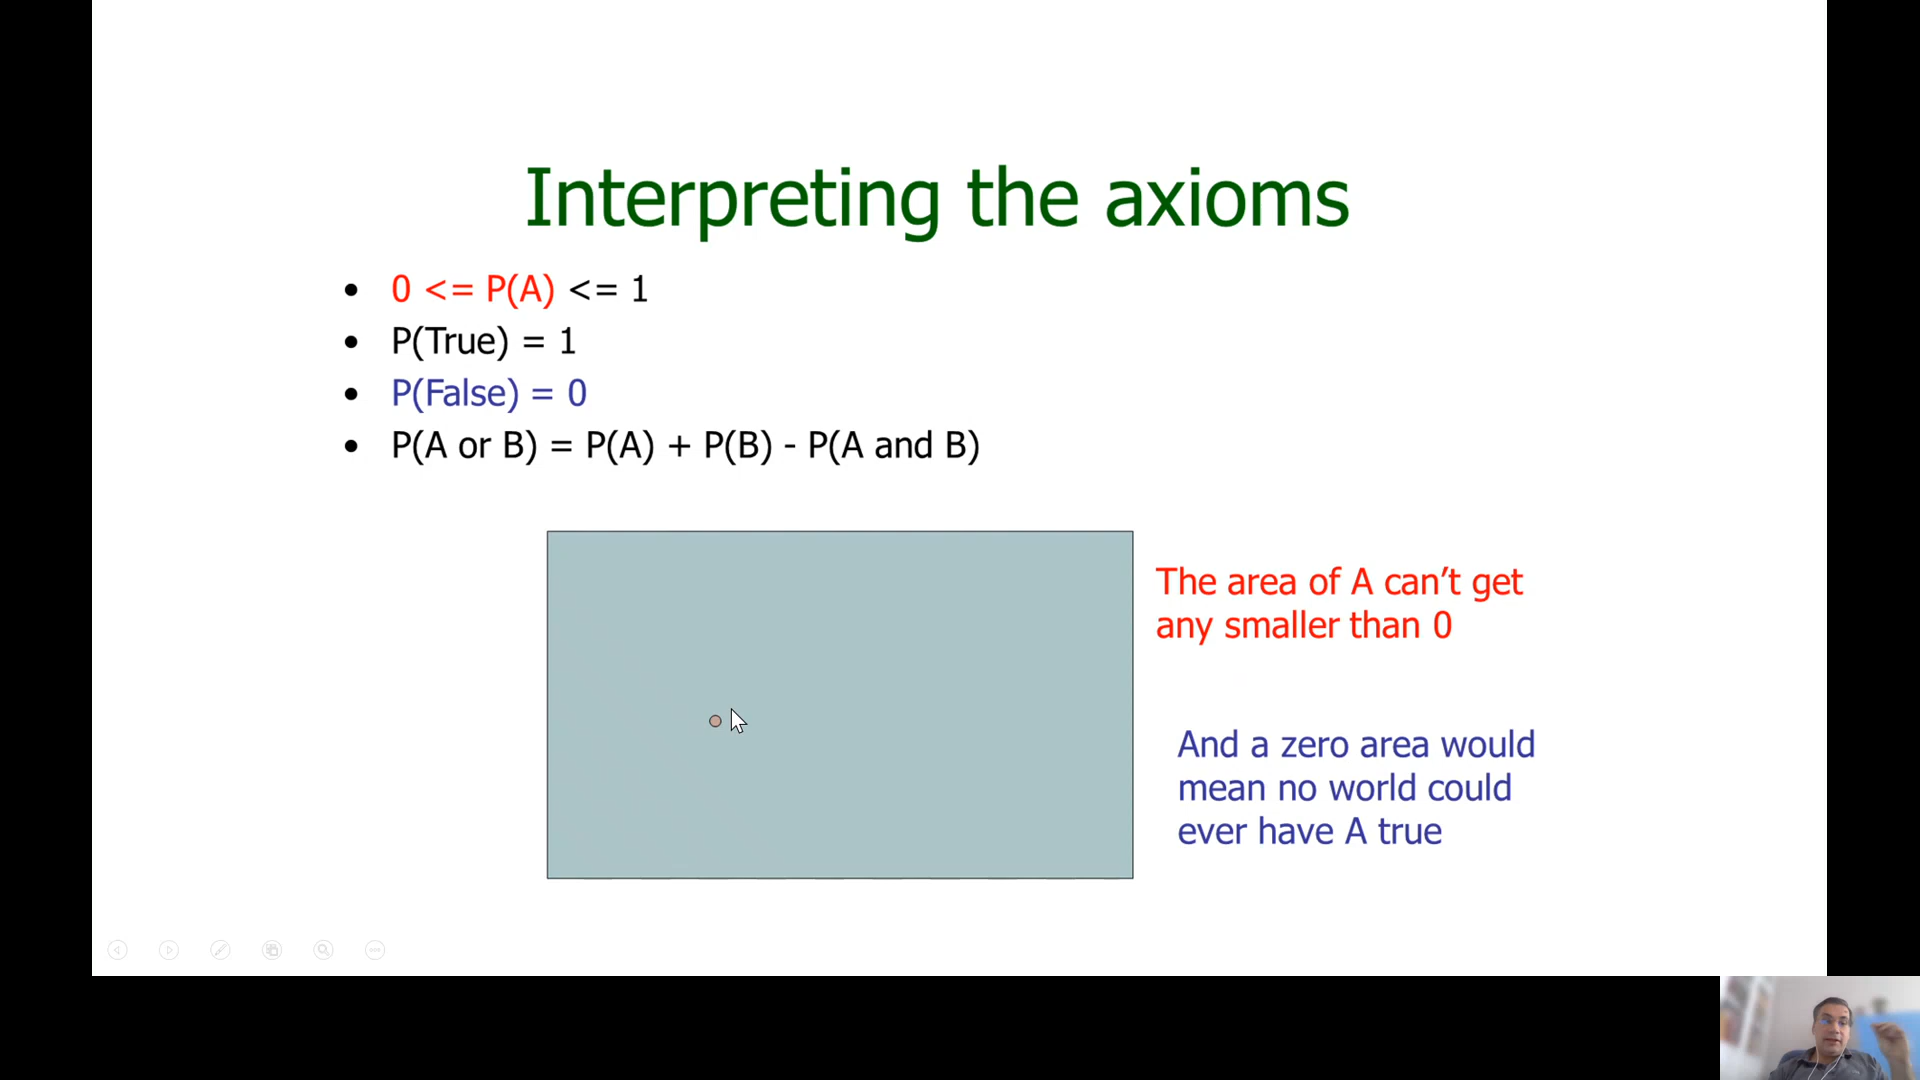 Interpreting the axioms
• 0 <= P(A) <= 1
• P(True) = 1
• P(False) = 0
• P(A or B) = P(A) + P(B) - P(A and B)
The area of A can’t get
any smaller than 0
And a zero area would
mean no world could
ever have A true